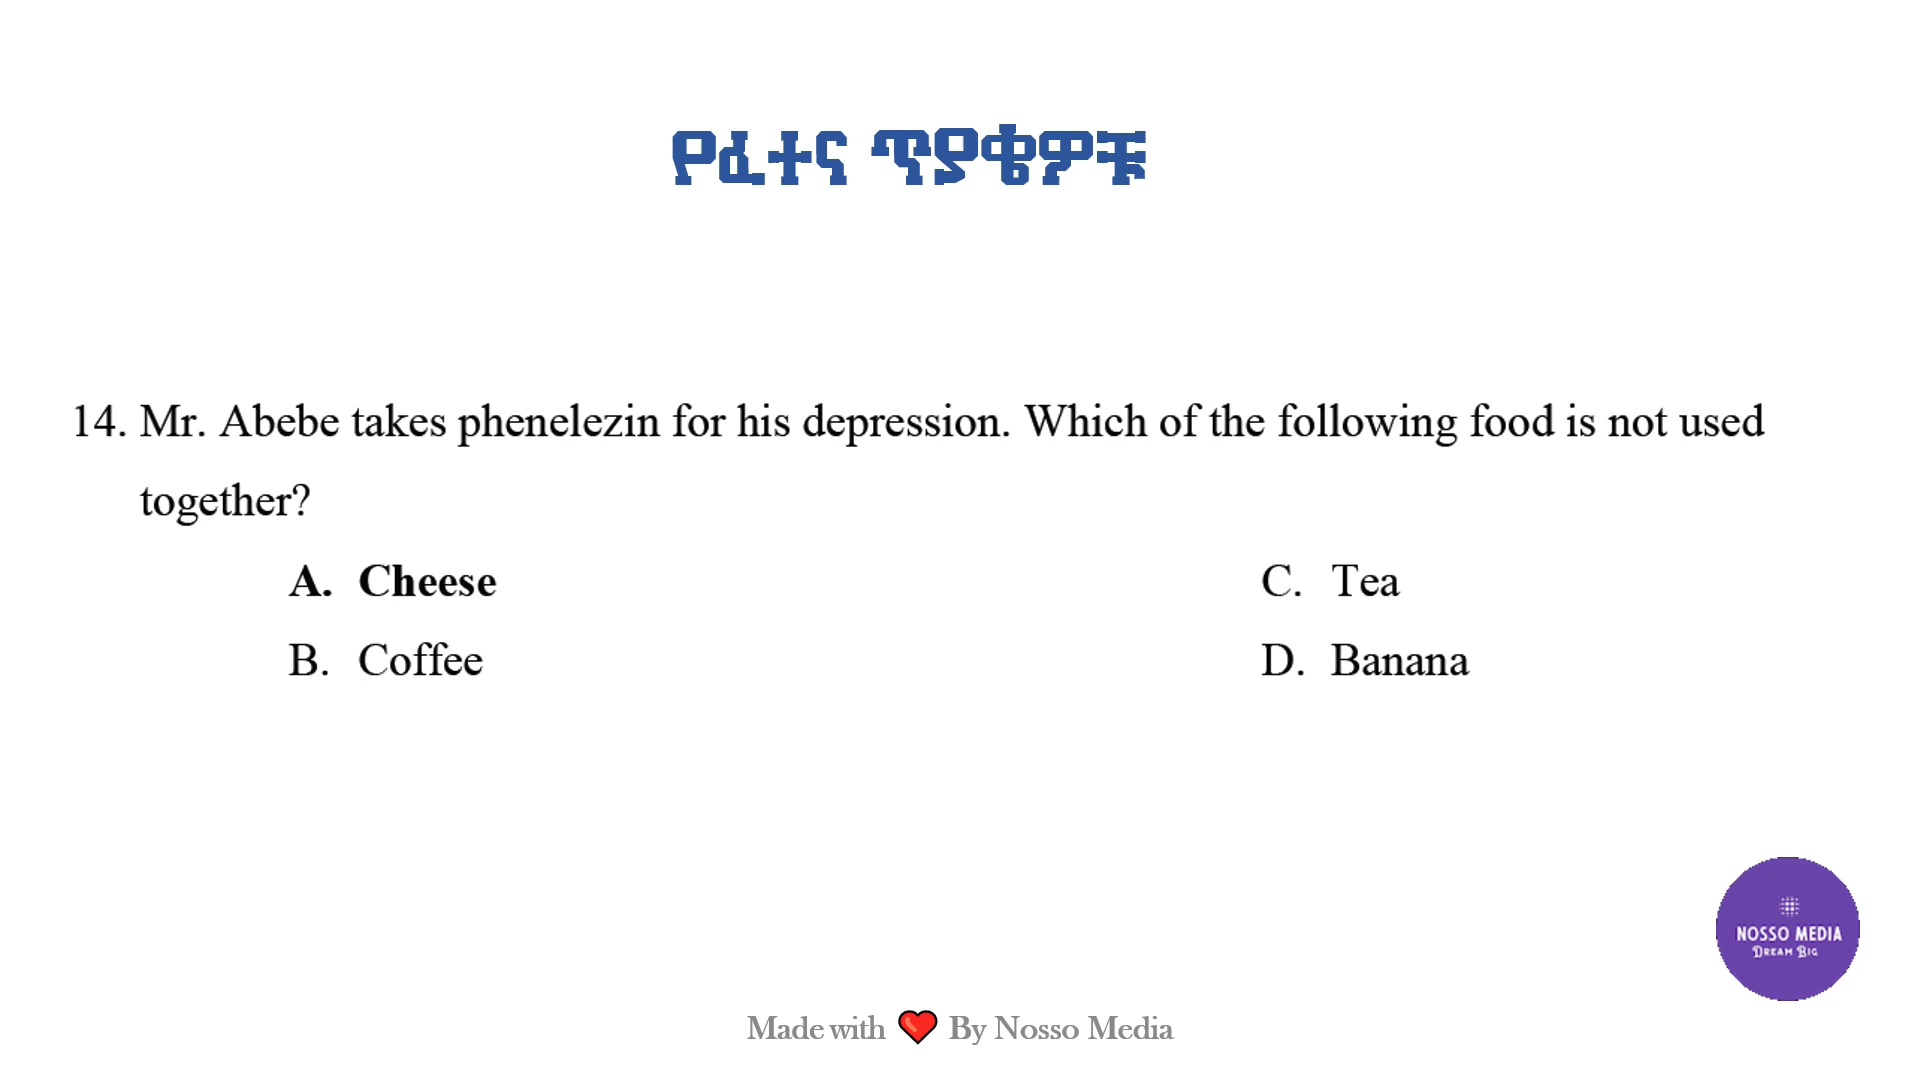 የፈተና ጥያቄዎቹ
14. Mr. Abebe takes phenelezin for his depression. Which of the following food is not used
together?
A. Cheese
C. Tea
B. Coffee
D. Banana
NOSSO MEDIA
DREAM BIG
Made with ❤️ By Nosso Media